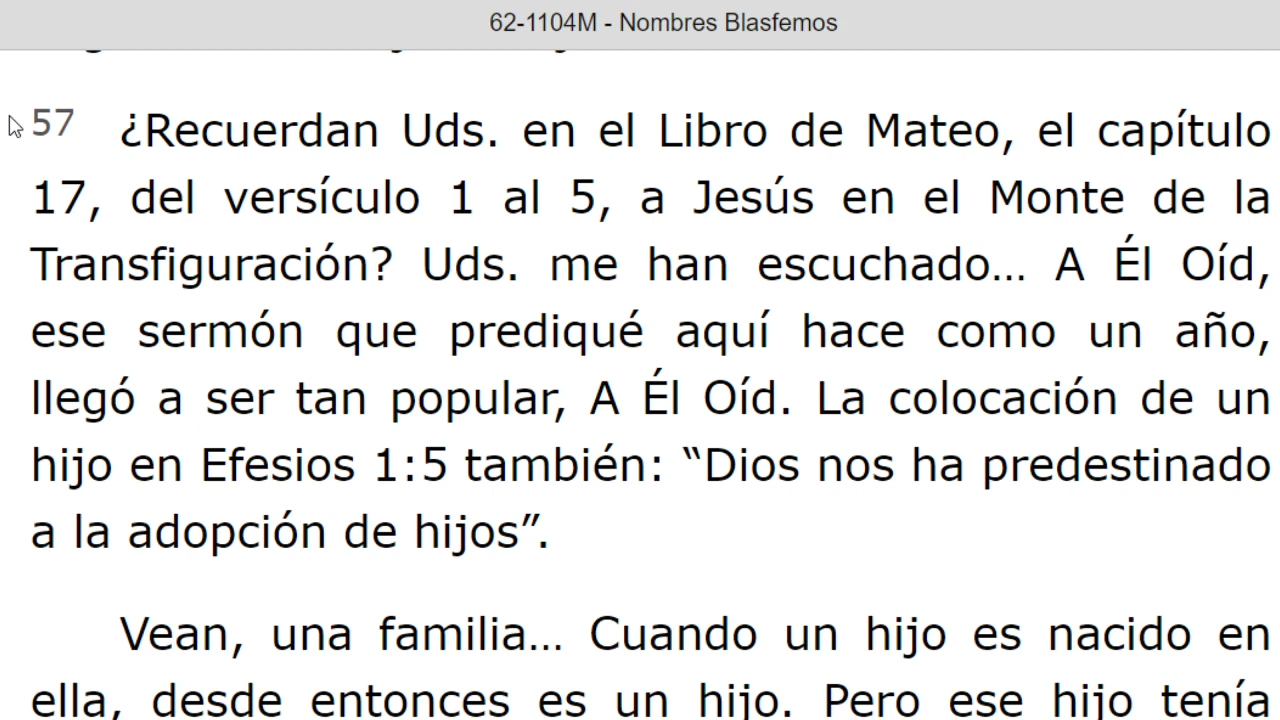 62-1104M - Nombres Blasfemos
57 ¿Recuerdan Uds. en el Libro de Mateo, el capítulo
17, del versículo 1 al 5, a Jesús en el Monte de la
Transfiguración? Uds. me han escuchado… A Él Oíd,
ese sermón que prediqué aquí hace como un año,
llegó a ser tan popular, A Él Oíd. La colocación de un
hijo en Efesios 1:5 también: “Dios nos ha predestinado
a la adopción de hijos”.
Vean, una familia… Cuando un hijo es nacido en
ella, desde entonces es un hijo. Pero ese hijo tenía